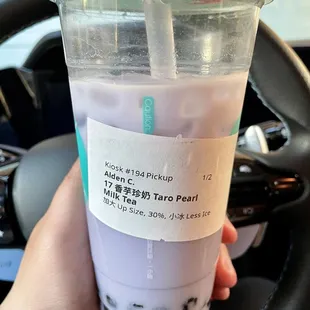 Kiosk #194 Pickup 1/2
Alden C.
17 香芋珍奶 Taro Pearl
Milk Tea
加大 Up Size, 30%, 小冰 Less Ice